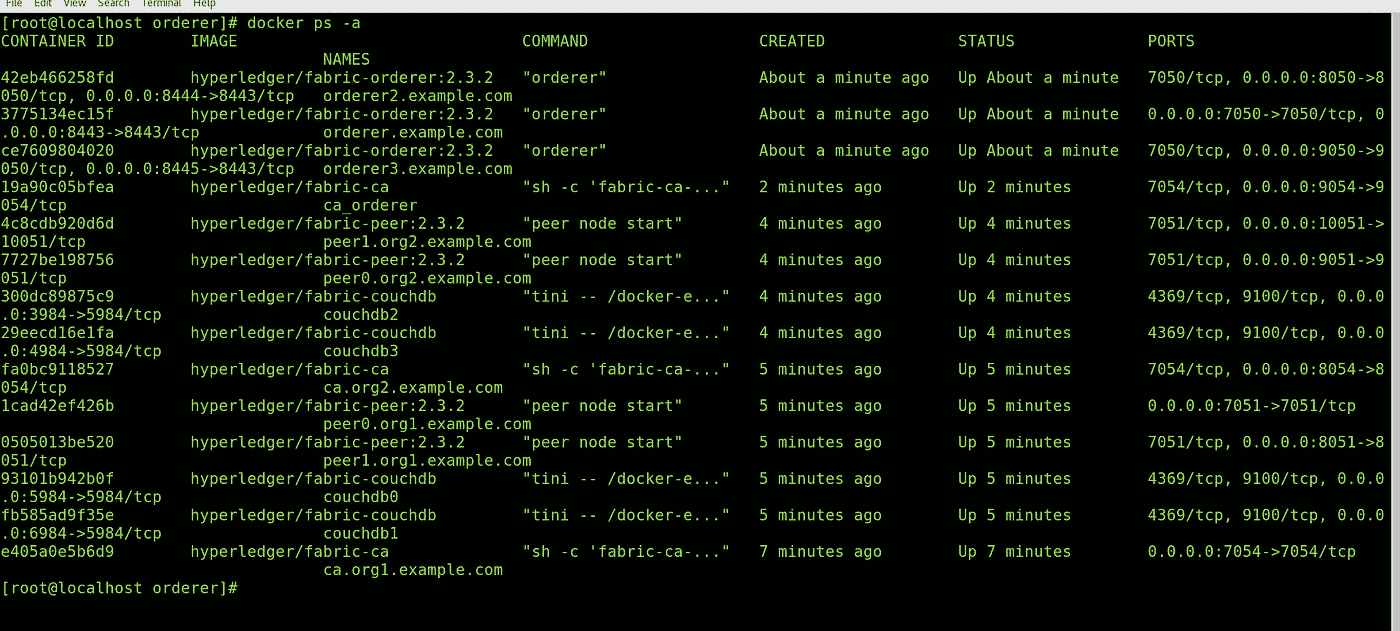 File Edit View Search Terminal Help
[root@localhost orderer]# docker ps -a
CONTAINER ID IMAGE COMMAND CREATED STATUS PORTS
NAMES
42eb466258fd hyperledger/fabric-orderer:2.3.2 "orderer" About a minute ago Up About a minute 7050/tcp, 0.0.0.0:8050->8
050/tcp, 0.0.0.0:8444->8443/tcp orderer2.example.com
3775134ec15f hyperledger/fabric-orderer:2.3.2 "orderer" About a minute ago Up About a minute 0.0.0.0:7050->7050/tcp, 0
.0.0.0:8443->8443/tcp orderer.example.com
ce7609804020 hyperledger/fabric-orderer:2.3.2 "orderer" About a minute ago Up About a minute 7050/tcp, 0.0.0.0:9050->9
050/tcp, 0.0.0.0:8445->8443/tcp orderer3.example.com
19a90c05bfea hyperledger/fabric-ca "sh -c 'fabric-ca-..." 2 minutes ago Up 2 minutes 7054/tcp, 0.0.0.0:9054->9
054/tcp ca_orderer
4c8cdb920d6d hyperledger/fabric-peer:2.3.2 "peer node start" 4 minutes ago Up 4 minutes 7051/tcp, 0.0.0.0:10051->
10051/tcp peer1.org2.example.com
7727be198756 hyperledger/fabric-peer:2.3.2 "peer node start" 4 minutes ago Up 4 minutes 7051/tcp, 0.0.0.0:9051->9
051/tcp peer0.org2.example.com
300dc89875c9 hyperledger/fabric-couchdb "tini -- /docker-e..." 4 minutes ago Up 4 minutes 4369/tcp, 9100/tcp, 0.0.0
.0:3984->5984/tcp couchdb2
29eecd16e1fa hyperledger/fabric-couchdb "tini -- /docker-e..." 4 minutes ago Up 4 minutes 4369/tcp, 9100/tcp, 0.0.0
.0:4984->5984/tcp couchdb3
fa0bc9118527 hyperledger/fabric-ca "sh -c 'fabric-ca-..." 5 minutes ago Up 5 minutes 7054/tcp, 0.0.0.0:8054->8
054/tcp ca.org2.example.com
1cad42ef426b hyperledger/fabric-peer:2.3.2 "peer node start" 5 minutes ago Up 5 minutes 0.0.0.0:7051->7051/tcp
peer0.org1.example.com
0505013be520 hyperledger/fabric-peer:2.3.2 "peer node start" 5 minutes ago Up 5 minutes 7051/tcp, 0.0.0.0:8051->8
051/tcp peer1.org1.example.com
93101b942b0f hyperledger/fabric-couchdb "tini -- /docker-e..." 5 minutes ago Up 5 minutes 4369/tcp, 9100/tcp, 0.0.0
.0:5984->5984/tcp couchdb0
fb585ad9f35e hyperledger/fabric-couchdb "tini -- /docker-e..." 5 minutes ago Up 5 minutes 4369/tcp, 9100/tcp, 0.0.0
.0:6984->5984/tcp couchdb1
e405a0e5b6d9 hyperledger/fabric-ca "sh -c 'fabric-ca-..." 7 minutes ago Up 7 minutes 0.0.0.0:7054->7054/tcp
ca.org1.example.com
[root@localhost orderer]#